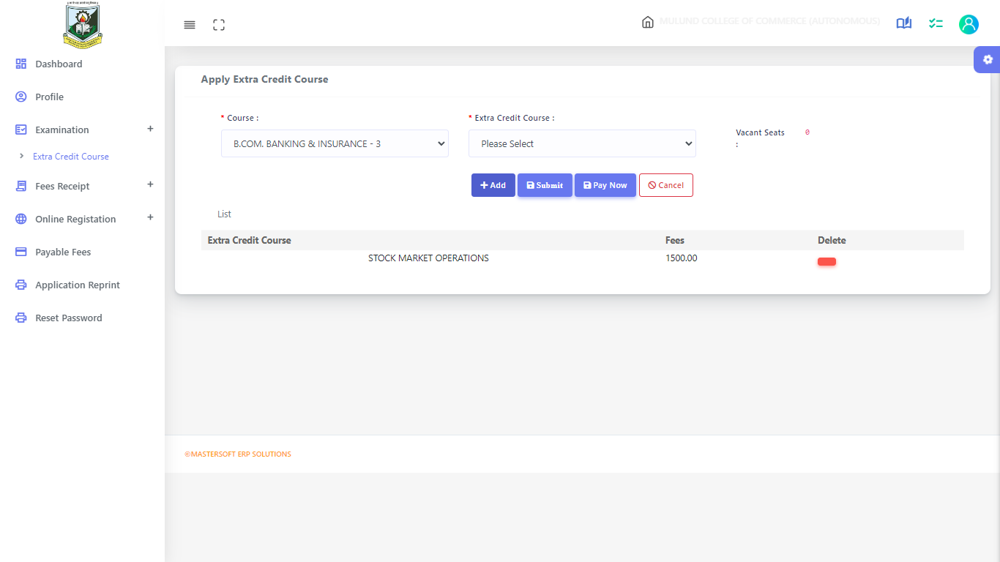 MULUND COLLEGE OF COMMERCE (AUTONOMOUS)
Dashboard
Profile
Examination +
Extra Credit Course
Fees Receipt +
Online Registation +
Payable Fees
Application Reprint
Reset Password
Apply Extra Credit Course
* Course :
* Extra Credit Course :
B.COM. BANKING & INSURANCE - 3
Please Select
Vacant Seats
:
0
Add
Submit
Pay Now
Cancel
List
Extra Credit Course Fees Delete
STOCK MARKET OPERATIONS 1500.00
©MASTERSOFT ERP SOLUTIONS